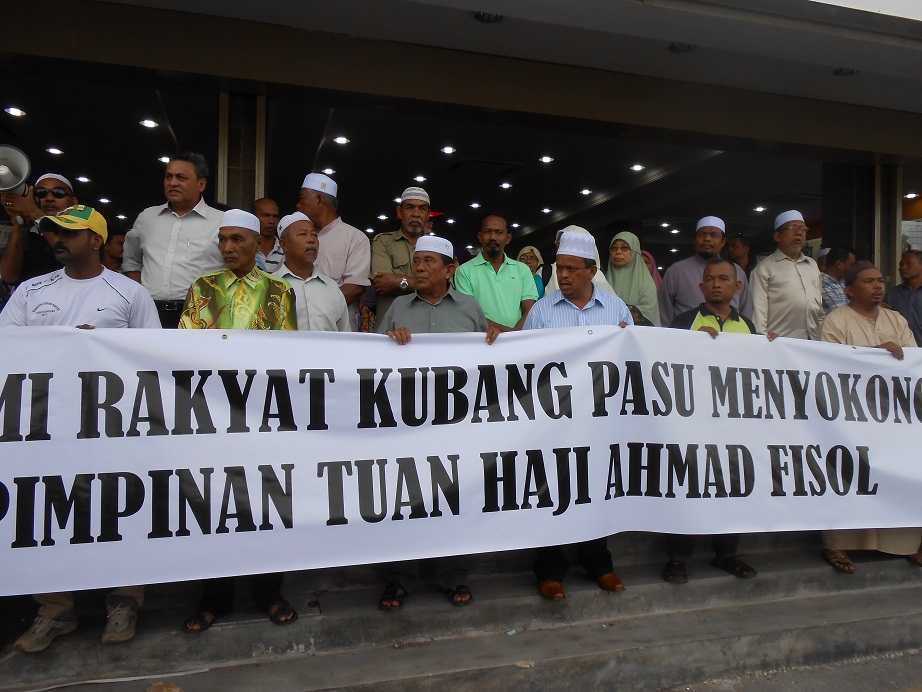 MI RAKYAT KUBANG PASU MENYOKONG
PIMPINAN TUAN HAJI AHMAD FISOL